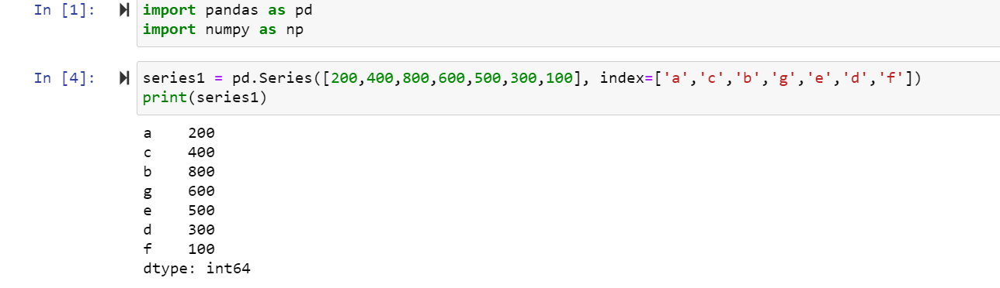 In [1]: import pandas as pd
import numpy as np
In [4]: series1 = pd.Series([200,400,800,600,500,300,100], index=['a','c','b','g','e','d','f'])
print(series1)
a    200
c    400
b    800
g    600
e    500
d    300
f    100
dtype: int64